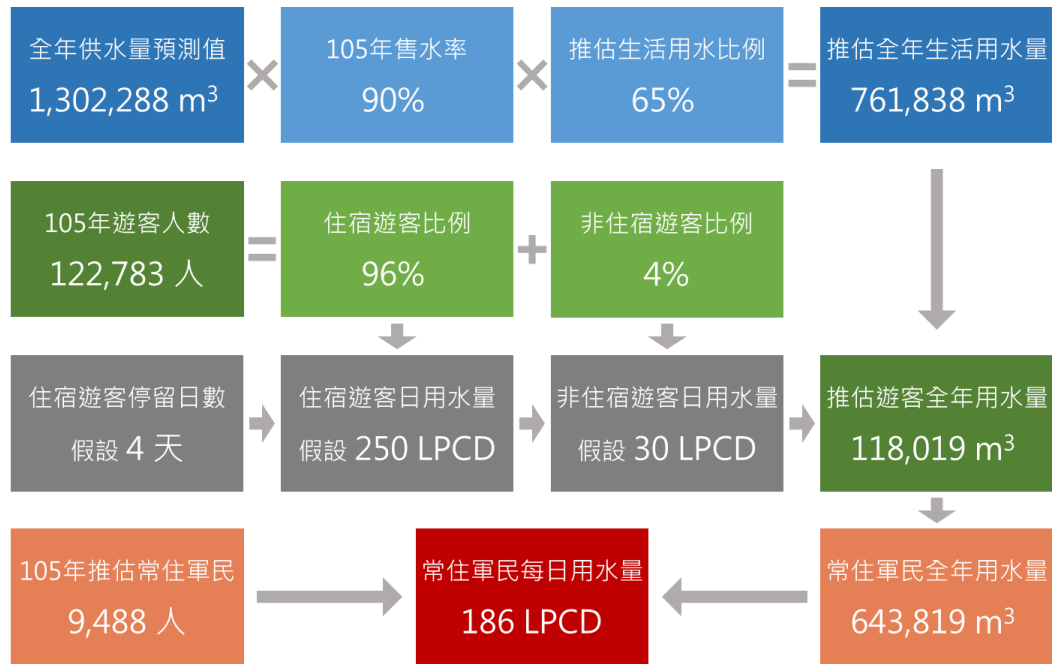 全年供水量預測值
1,302,288 m³
×
105年售水率
90%
×
推估生活用水比例
65%
=
推估全年生活用水量
761,838 m³
105年遊客人數
122,783 人
=
住宿遊客比例
96%
+
非住宿遊客比例
4%
住宿遊客停留日數
假設 4 天
住宿遊客日用水量
假設 250 LPCD
非住宿遊客日用水量
假設 30 LPCD
推估遊客全年用水量
118,019 m³
105年推估常住軍民
9,488 人
常住軍民每日用水量
186 LPCD
常住軍民全年用水量
643,819 m³